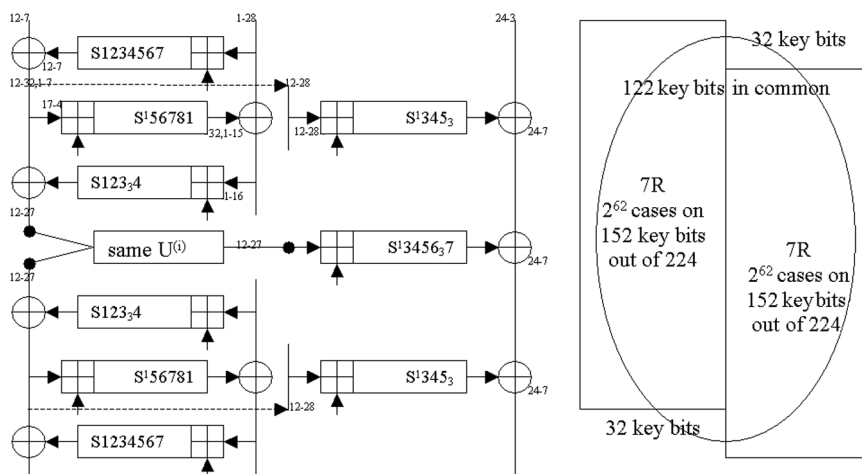 12-7
1-28
24-3
S1234567
12-7
12-32,1-7
12-28
17-4
S¹56781
32,1-15
12-28
S¹345₃
24-7
S123₃4
1-16
12-27
same U⁽ⁱ⁾
12-27
S¹3456₃7
24-7
12-27
S123₃4
S¹56781
S¹345₃
24-7
12-28
S1234567
32 key bits
122 key bits in common
7R
2⁶² cases on
152 key bits
out of 224
7R
2⁶² cases on
152 key bits
out of 224
32 key bits